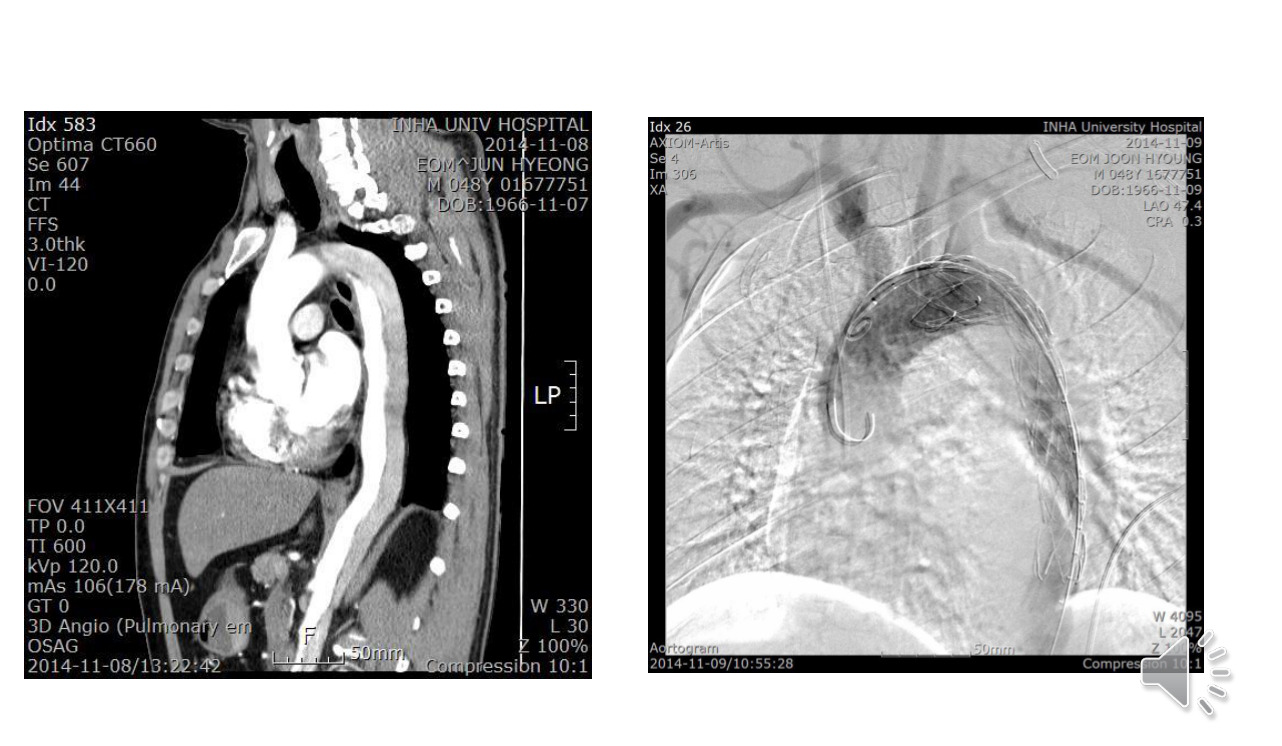 Idx 583
Optima CT660
Se 607
Im 44
CT
FFS
3.0thk
VI-120
0.0
INHA UNIV HOSPITAL
2014-11-08
EOM^JUN HYEONG
M 048Y 01677751
DOB:1966-11-07
LP
FOV 411X411
TP 0.0
TI 600
kVp 120.0
mAs 106(178 mA)
GT 0
3D Angio (Pulmonary em
OSAG
2014-11-08/13:22:42
F
50mm
W 330
L 30
Z 100%
Compression 10:1
Idx 26
AXIOM-Artis
Se 4
Im 306
XA
INHA University Hospital
2014-11-09
EOM JOON HYOUNG
M 048Y 1677751
DOB:1966-11-09
LAO 47.4
CRA 0.3
Aortogram
2014-11-09/10:55:28
50mm
W 4095
L 2047
10:1